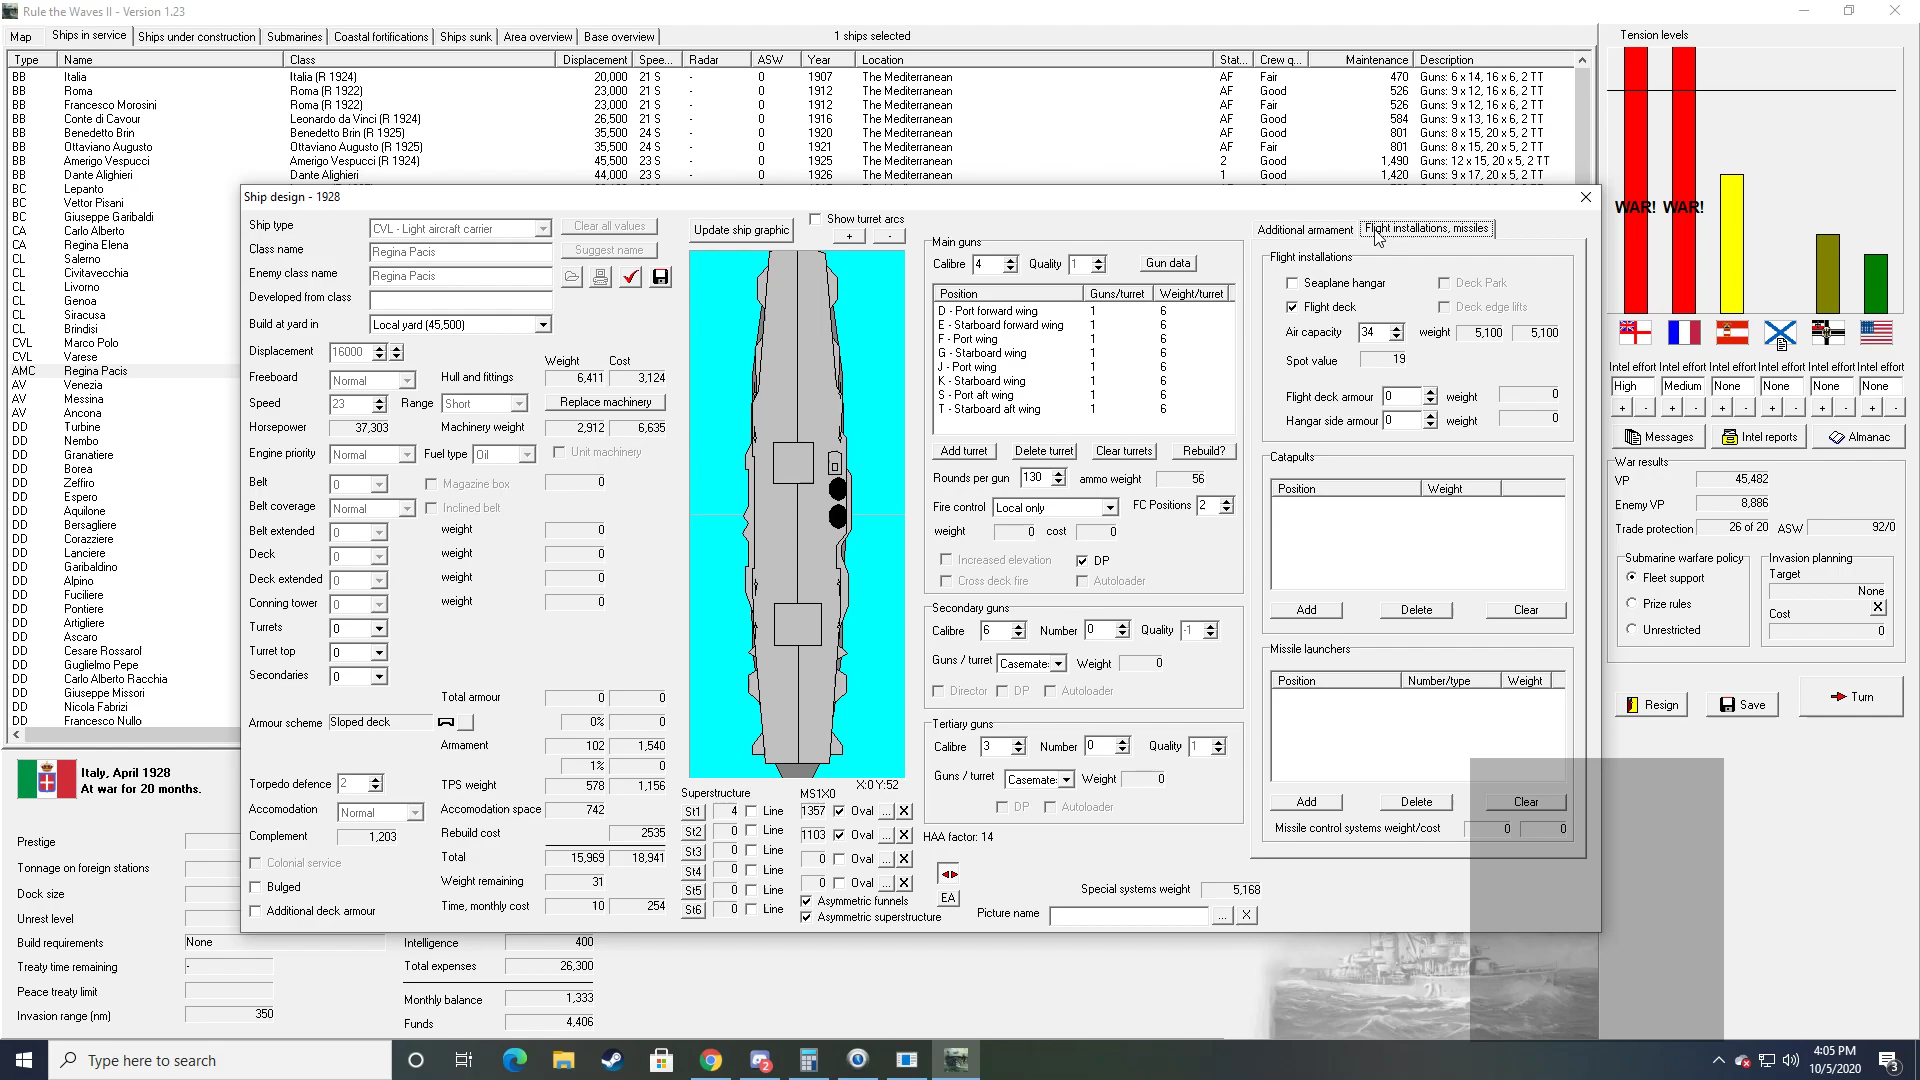 Rule the Waves II - Version 1.23
Map Ships in service Ships under construction Submarines Coastal fortifications Ships sunk Area overview Base overview 1 ships selected
Type Name Class Displacement Spee... Radar ASW Year Location Stat... Crew q... Maintenance Description
BB Italia Italia (R 1924) 20,000 21 S - 0 1907 The Mediterranean AF Fair 470 Guns: 6 x 14, 16 x 6, 2 TT
BB Roma Roma (R 1922) 23,000 21 S - 0 1912 The Mediterranean AF Good 526 Guns: 9 x 12, 16 x 6, 2 TT
BB Francesco Morosini Roma (R 1922) 23,000 21 S - 0 1912 The Mediterranean AF Fair 526 Guns: 9 x 12, 16 x 6, 2 TT
BB Conte di Cavour Leonardo da Vinci (R 1924) 26,500 21 S - 0 1916 The Mediterranean AF Good 584 Guns: 9 x 13, 16 x 6, 2 TT
BB Benedetto Brin Benedetto Brin (R 1925) 35,500 24 S - 0 1920 The Mediterranean AF Good 801 Guns: 8 x 15, 20 x 5, 2 TT
BB Ottaviano Augusto Ottaviano Augusto (R 1925) 35,500 24 S - 0 1921 The Mediterranean AF Fair 801 Guns: 8 x 15, 20 x 5, 2 TT
BB Amerigo Vespucci Amerigo Vespucci (R 1924) 45,500 23 S - 0 1925 The Mediterranean 2 Good 1,490 Guns: 12 x 15, 20 x 5, 2 TT
BB Dante Alighieri Dante Alighieri 44,000 23 S - 0 1926 The Mediterranean 1 Good 1,420 Guns: 9 x 17, 20 x 5, 2 TT
BC Lepanto
BC Vettor Pisani
BC Giuseppe Garibaldi
CA Carlo Alberto
CA Regina Elena
CL Salerno
CL Civitavecchia
CL Livorno
CL Genoa
CL Siracusa
CL Brindisi
CVL Marco Polo
CVL Varese
AMC Regina Pacis
AV Venezia
AV Messina
AV Ancona
DD Turbine
DD Nembo
DD Granatiere
DD Borea
DD Zeffiro
DD Espero
DD Aquilone
DD Bersagliere
DD Corazziere
DD Lanciere
DD Garibaldino
DD Alpino
DD Fuciliere
DD Pontiere
DD Artigliere
DD Ascaro
DD Cesare Rossarol
DD Guglielmo Pepe
DD Carlo Alberto Racchia
DD Giuseppe Missori
DD Nicola Fabrizi
DD Francesco Nullo
Ship design - 1928
Ship type CVL - Light aircraft carrier Clear all values
Class name Regina Pacis Suggest name
Enemy class name Regina Pacis
Developed from class
Build at yard in Local yard (45,500)
Displacement 16000 Weight Cost
Freeboard Normal Hull and fittings 6,411 3,124
Speed 23 Range Short Replace machinery
Horsepower 37,303 Machinery weight 2,912 6,635
Engine priority Normal Fuel type Oil Unit machinery
Belt 0 Magazine box 0
Belt coverage Normal Inclined belt
Belt extended 0 weight 0
Deck 0 weight 0
Deck extended 0 weight 0
Conning tower 0 weight 0
Turrets 0
Turret top 0
Secondaries 0
Total armour 0 0
Armour scheme Sloped deck 0% 0
Armament 102 1,540
1% 0
Torpedo defence 2 TPS weight 578 1,156
Accomodation Normal Accomodation space 742
Complement 1,203 Rebuild cost 2535
Colonial service Total 15,969 18,941
Bulged Weight remaining 31
Additional deck armour Time, monthly cost 10 254
Update ship graphic Show turret arcs
+ -
X:0 Y:52
Superstructure MS1X0
St1 4 Line 1357 Oval ... X
St2 0 Line 1103 Oval ... X
St3 0 Line 0 Oval ... X
St4 0 Line 0 Oval ... X
St5 0 Line Asymmetric funnels
St6 0 Line Asymmetric superstructure
Main guns
Calibre 4 Quality 1 Gun data
Position Guns/turret Weight/turret
D - Port forward wing 1 6
E - Starboard forward wing 1 6
F - Port wing 1 6
G - Starboard wing 1 6
J - Port wing 1 6
K - Starboard wing 1 6
S - Port aft wing 1 6
T - Starboard aft wing 1 6
Add turret Delete turret Clear turrets Rebuild?
Rounds per gun 130 ammo weight 56
Fire control Local only FC Positions 2
weight 0 cost 0
Increased elevation DP
Cross deck fire Autoloader
Secondary guns
Calibre 6 Number 0 Quality -1
Guns / turret Casemate: Weight 0
Director DP Autoloader
Tertiary guns
Calibre 3 Number 0 Quality 1
Guns / turret Casemate: Weight 0
DP Autoloader
HAA factor: 14
EA
Special systems weight 5,168
Picture name ... X
Additional armament Flight installations, missiles
Flight installations
Seaplane hangar Deck Park
Flight deck Deck edge lifts
Air capacity 34 weight 5,100 5,100
Spot value 19
Flight deck armour 0 weight 0
Hangar side armour 0 weight 0
Catapults
Position Weight
Add Delete Clear
Missile launchers
Position Number/type Weight
Add Delete Clear
Missile control systems weight/cost 0 0
Tension levels
WAR! WAR!
Intel effort Intel effort Intel effort Intel effort Intel effort Intel effort
High Medium None None None None
+ - + - + - + - + - + -
Messages Intel reports Almanac
War results
VP 45,482
Enemy VP 8,886
Trade protection 26 of 20 ASW 92/0
Submarine warfare policy Invasion planning
Fleet support Target
None
Prize rules Cost X
Unrestricted 0
Resign Save Turn
Italy, April 1928
At war for 20 months.
Prestige
Tonnage on foreign stations
Dock size
Unrest level
Build requirements None Intelligence 400
Treaty time remaining - Total expenses 26,300
Peace treaty limit Monthly balance 1,333
Invasion range (nm) 350 Funds 4,406
Type here to search
2
4:05 PM
10/5/2020
3